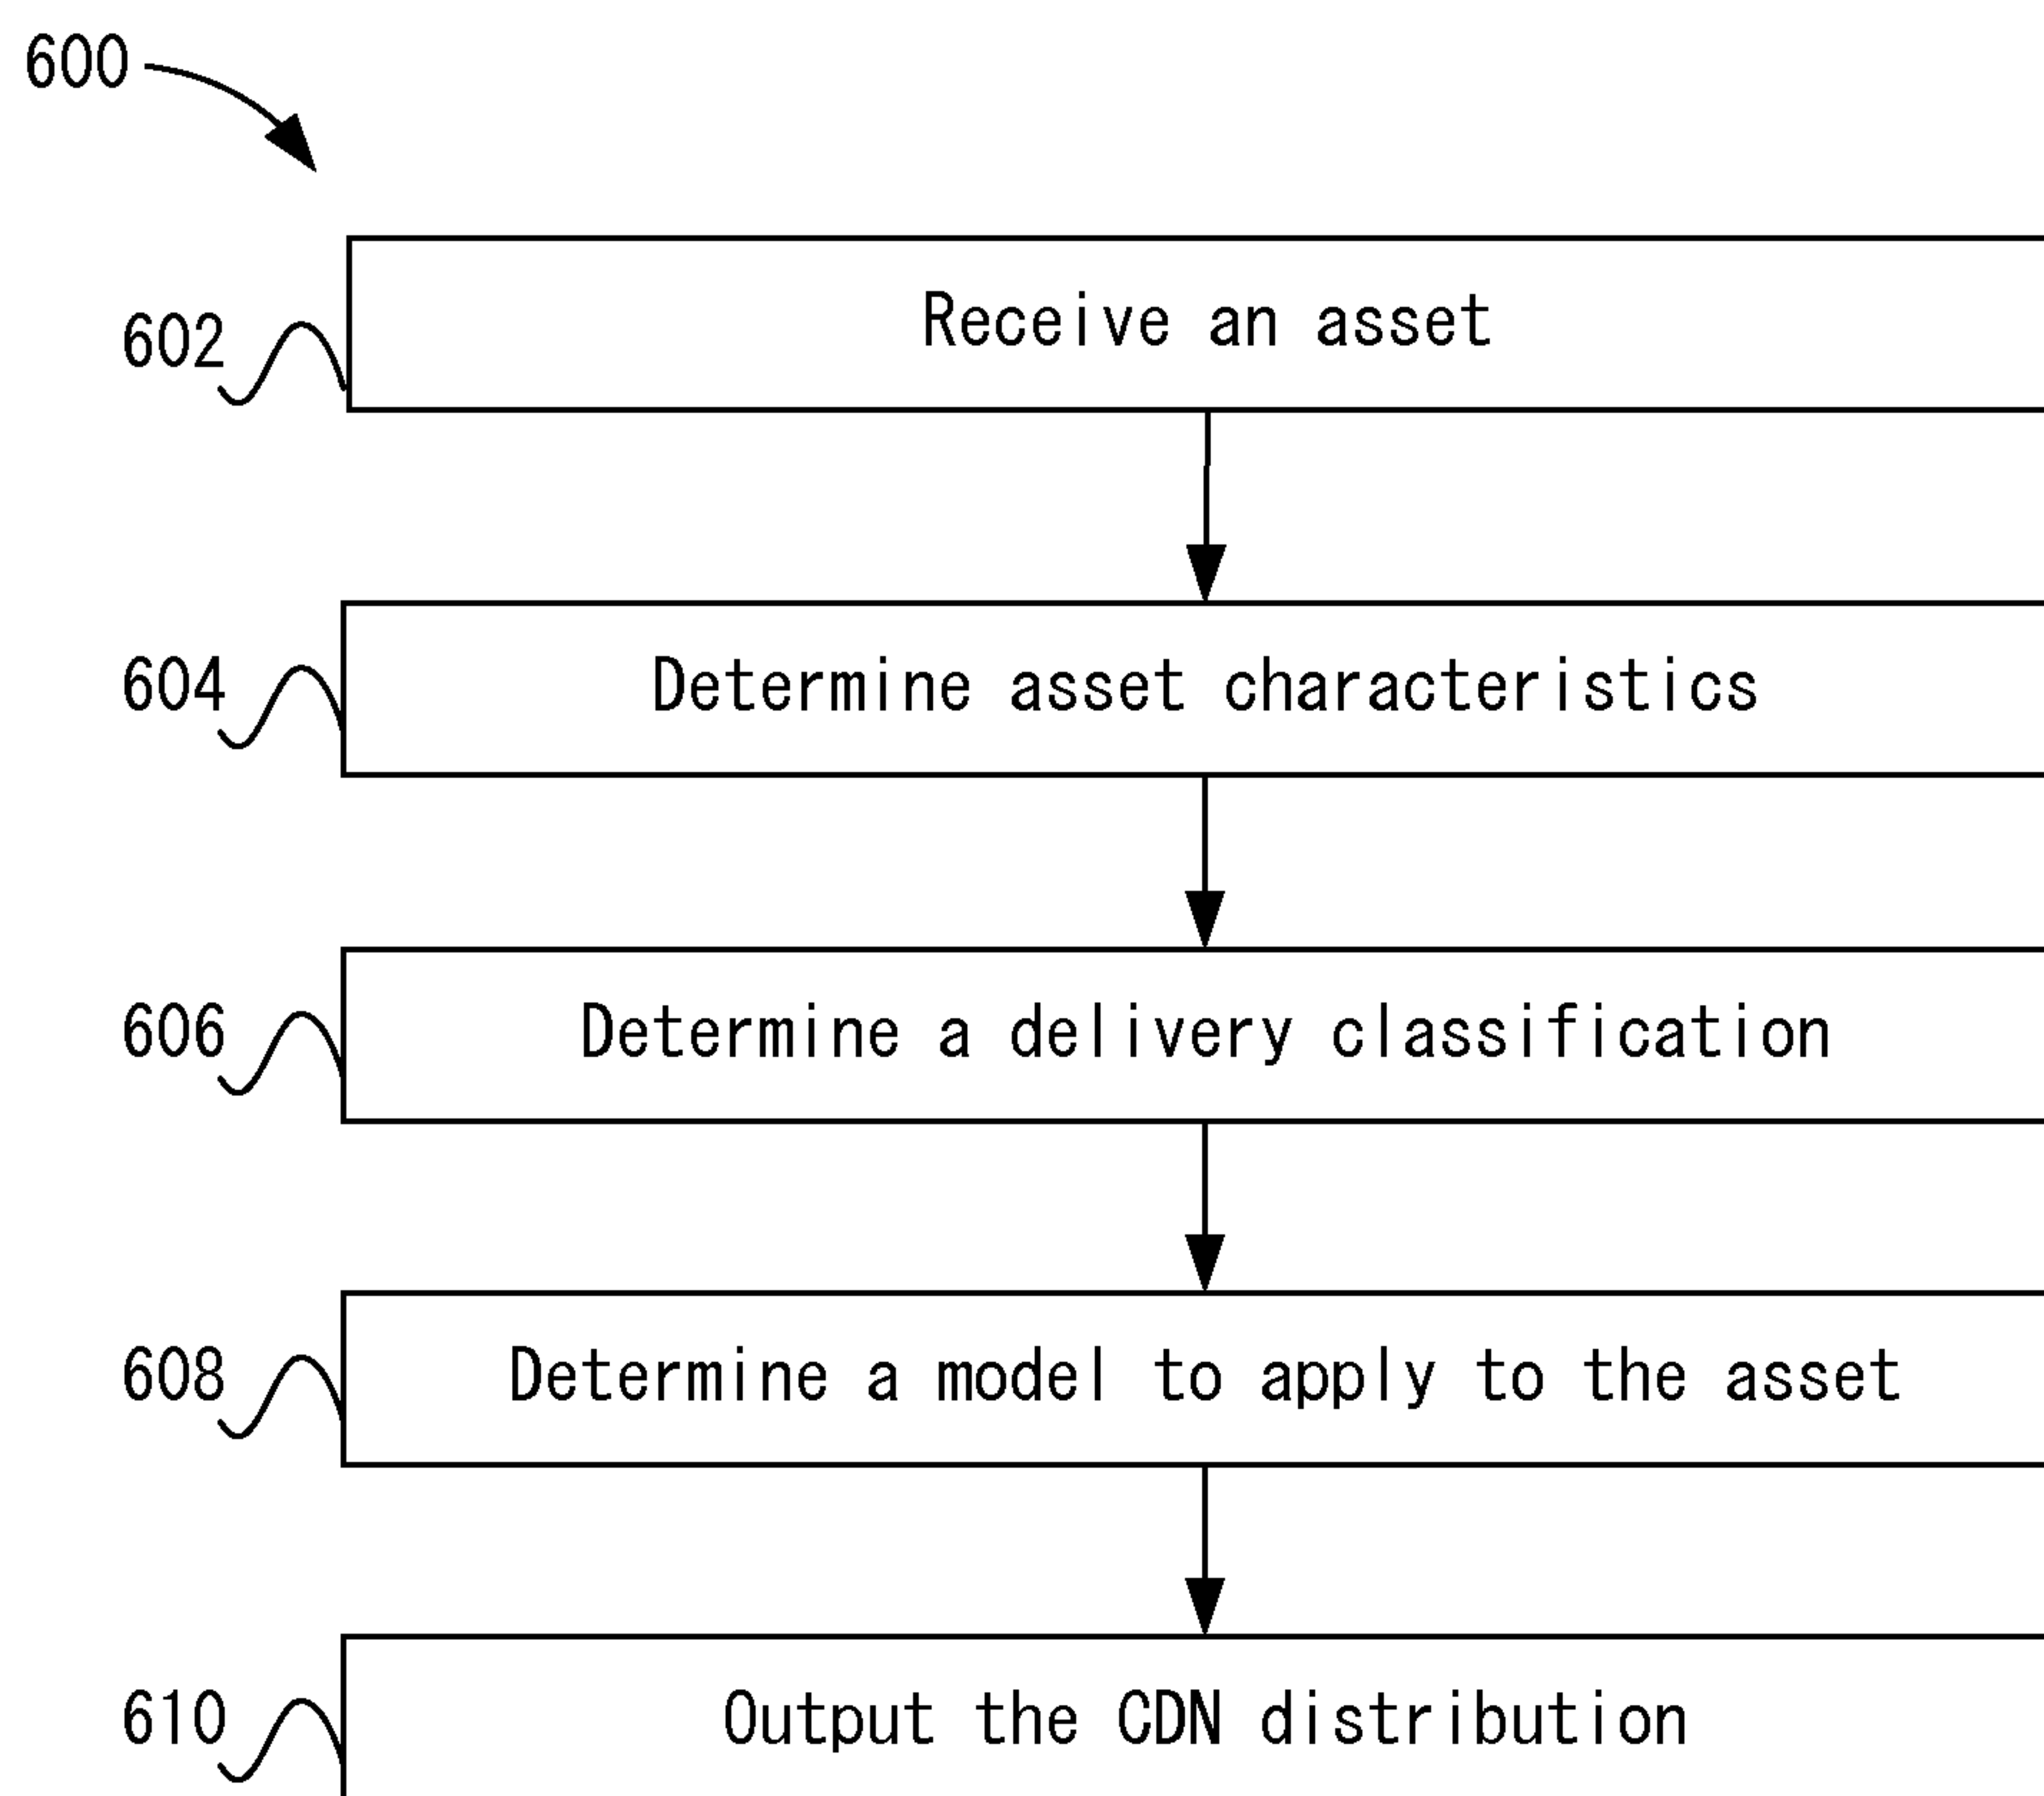 600
602
Receive an asset
604
Determine asset characteristics
606
Determine a delivery classification
608
Determine a model to apply to the asset
610
Output the CDN distribution